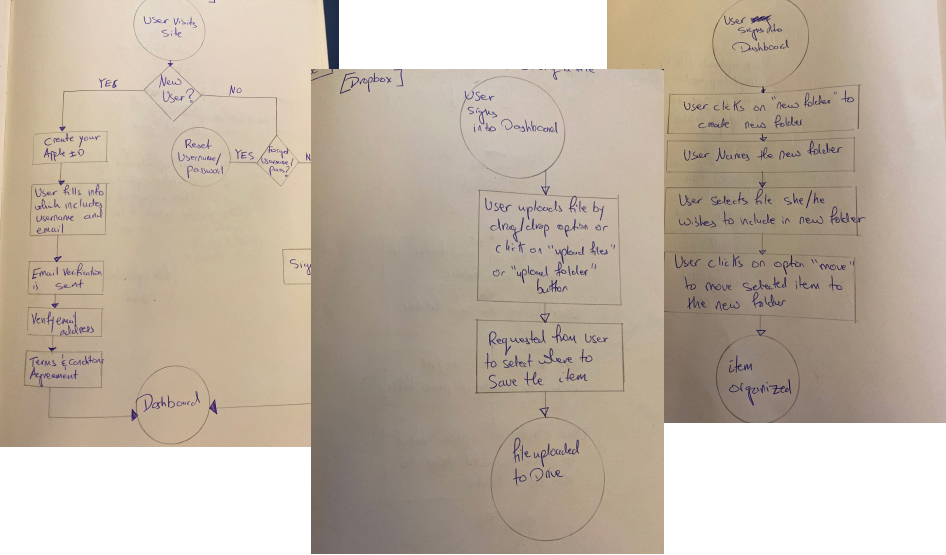 User Visits
Site
New
User?
YES
NO
Create your
Apple ID
Reset
Username/
password
YES
Forgot
Username/
pass?
N
User fills info
which includes
username and
email
Email Verification
is sent
Sig
Verify email
address
Terms & Conditions
Agreement
Dashboard
[Dropbox]
a file
User
signs
into Dashboard
User uploads file by
drag/drop option or
click on "upload files"
or "upload folder"
button
Requested from user
to select where to
Save the item
File uploaded
to Drive
User
Signs into
Dashboard
User clicks on "new folder" to
create new folder
User Names the new folder
User selects file she/he
wishes to include in new folder
User clicks on option "move"
to move selected item to
the new folder
item
organized